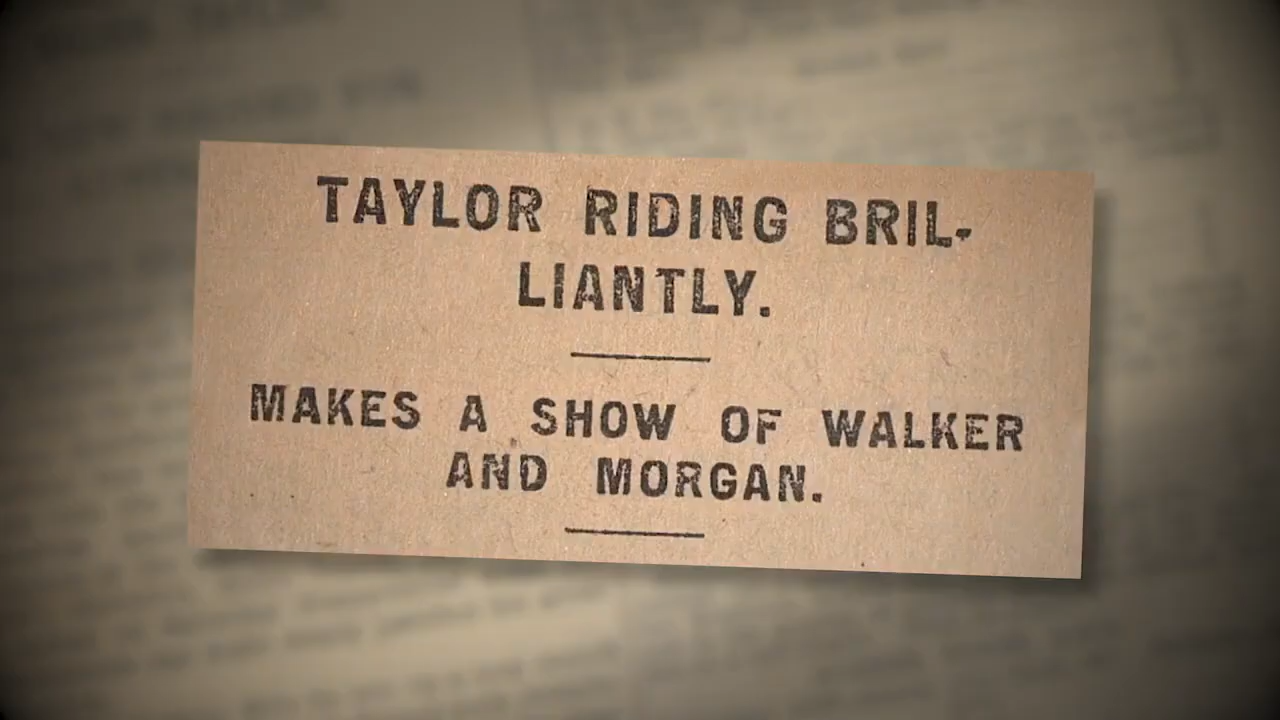 TAYLOR RIDING BRIL-
LIANTLY.
MAKES A SHOW OF WALKER
AND MORGAN.